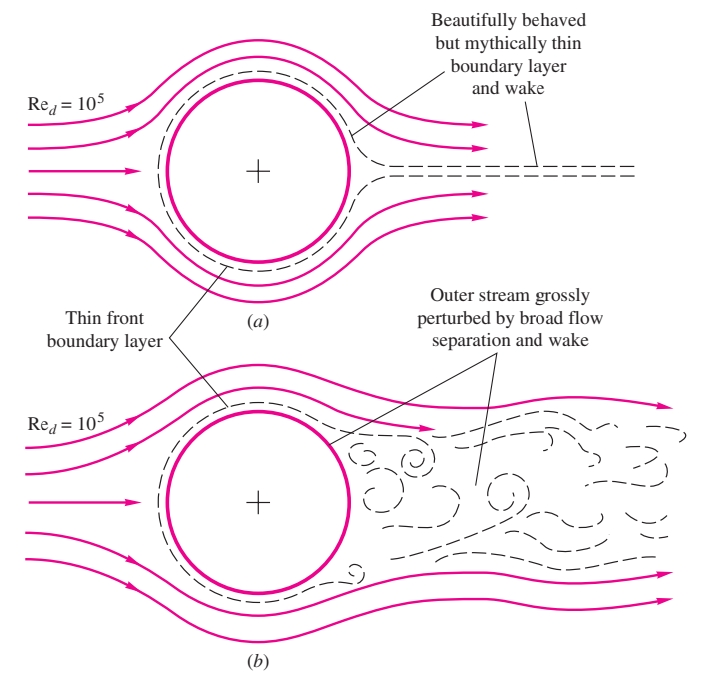 Beautifully behaved
but mythically thin
boundary layer
and wake
Re_d = 10^5
(a)
Thin front
boundary layer
Outer stream grossly
perturbed by broad flow
separation and wake
Re_d = 10^5
(b)